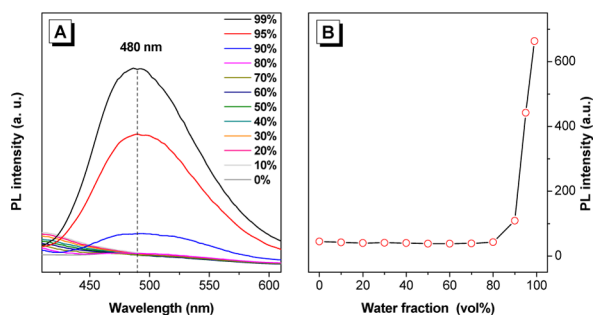 A
480 nm
99%
95%
90%
80%
70%
60%
50%
40%
30%
20%
10%
0%
PL intensity (a. u.)
450 500 550 600
Wavelength (nm)
B
600
400
200
0
PL intensity (a. u.)
0 20 40 60 80 100
Water fraction (vol%)